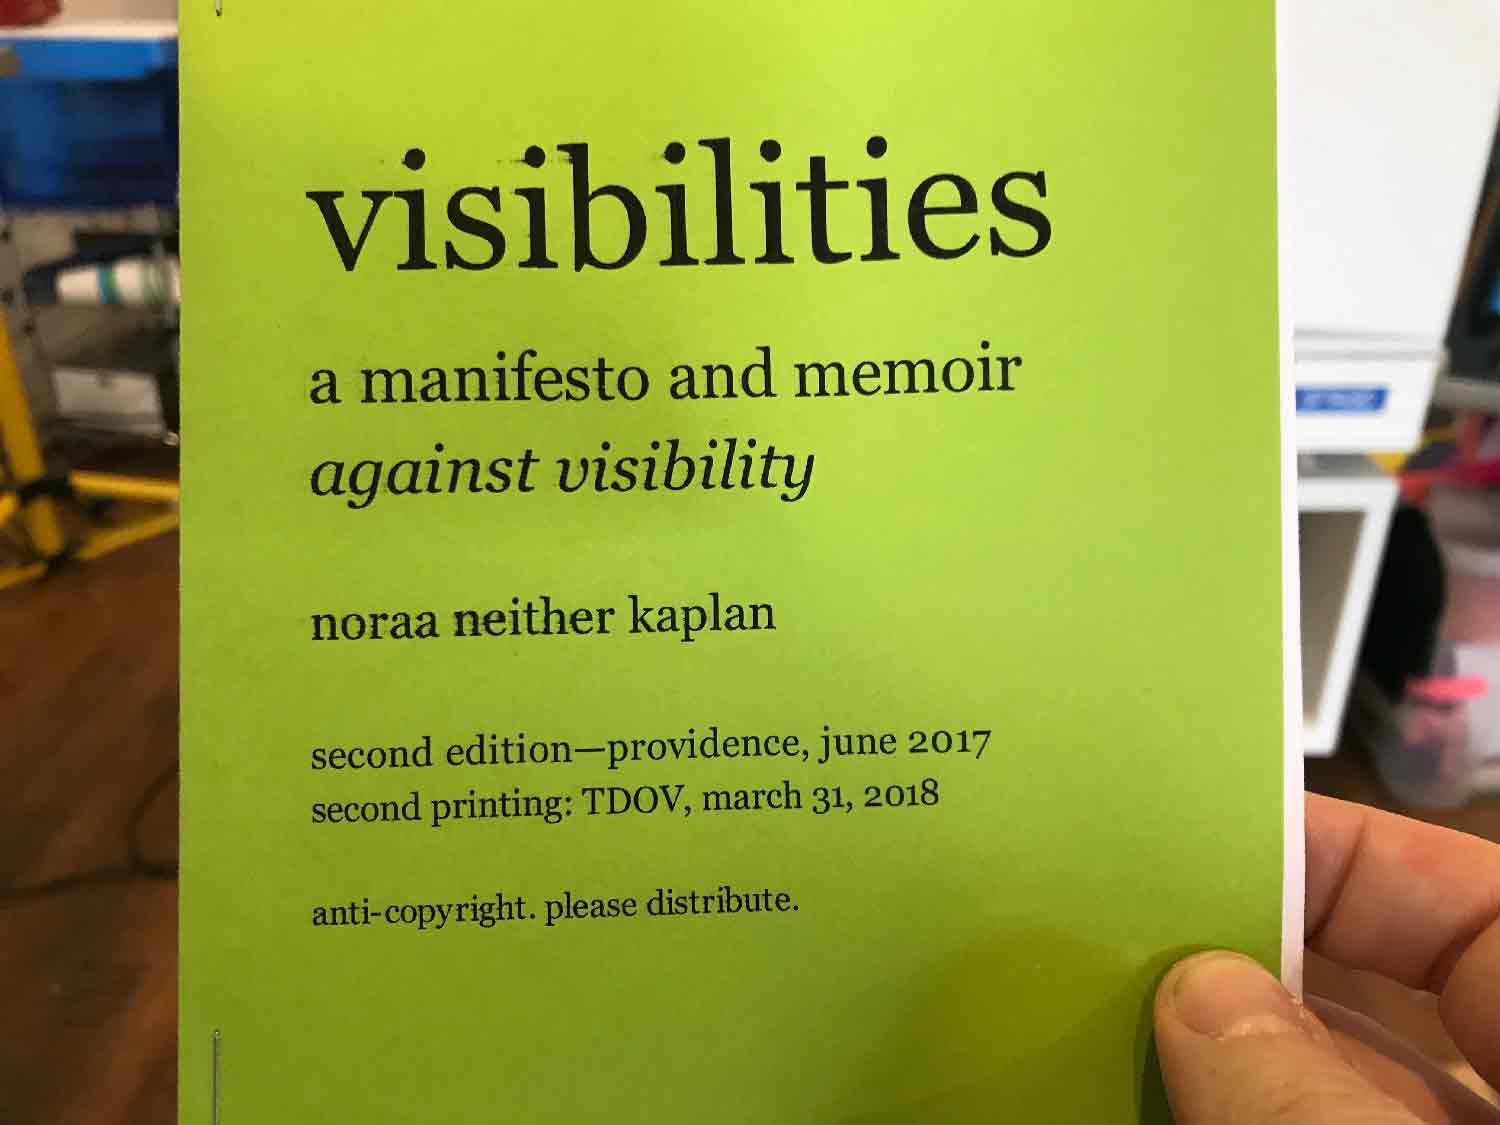 visibilities
a manifesto and memoir
against visibility
noraa neither kaplan
second edition—providence, june 2017
second printing: TDOV, march 31, 2018
anti-copyright. please distribute.